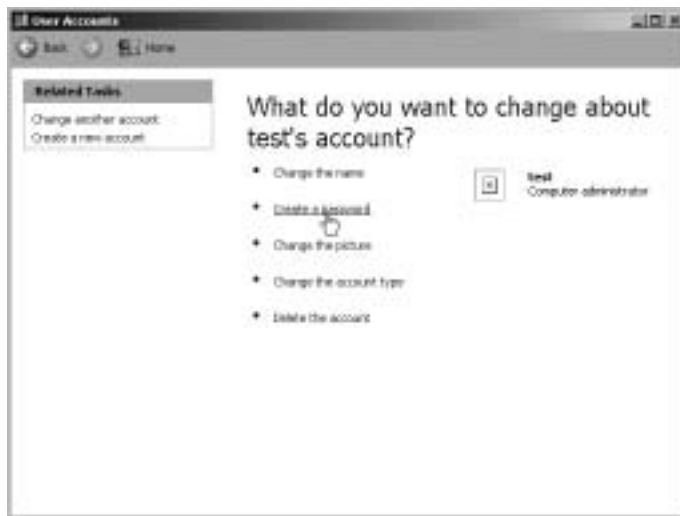 User Accounts
Back Home
Related Tasks
Change another account
Create a new account
What do you want to change about
test's account?
Change the name
Create a password
Change the picture
Change the account type
Delete the account
test
Computer administrator